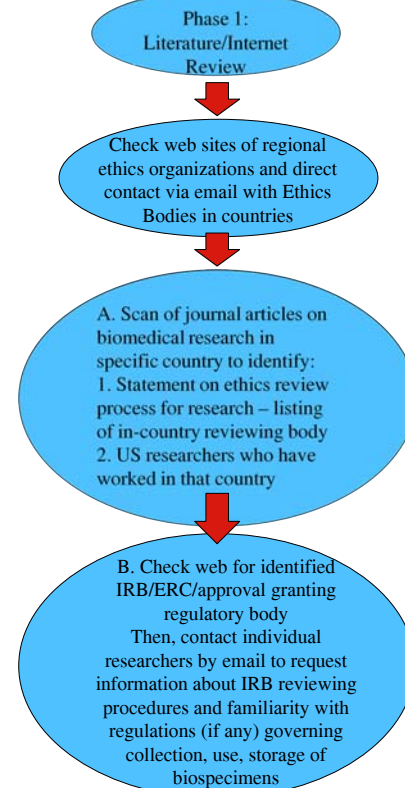 Phase 1:
Literature/Internet
Review
Check web sites of regional
ethics organizations and direct
contact via email with Ethics
Bodies in countries
A. Scan of journal articles on
biomedical research in
specific country to identify:
1. Statement on ethics review
process for research – listing
of in-country reviewing body
2. US researchers who have
worked in that country
B. Check web for identified
IRB/ERC/approval granting
regulatory body
Then, contact individual
researchers by email to request
information about IRB reviewing
procedures and familiarity with
regulations (if any) governing
collection, use, storage of
biospecimens